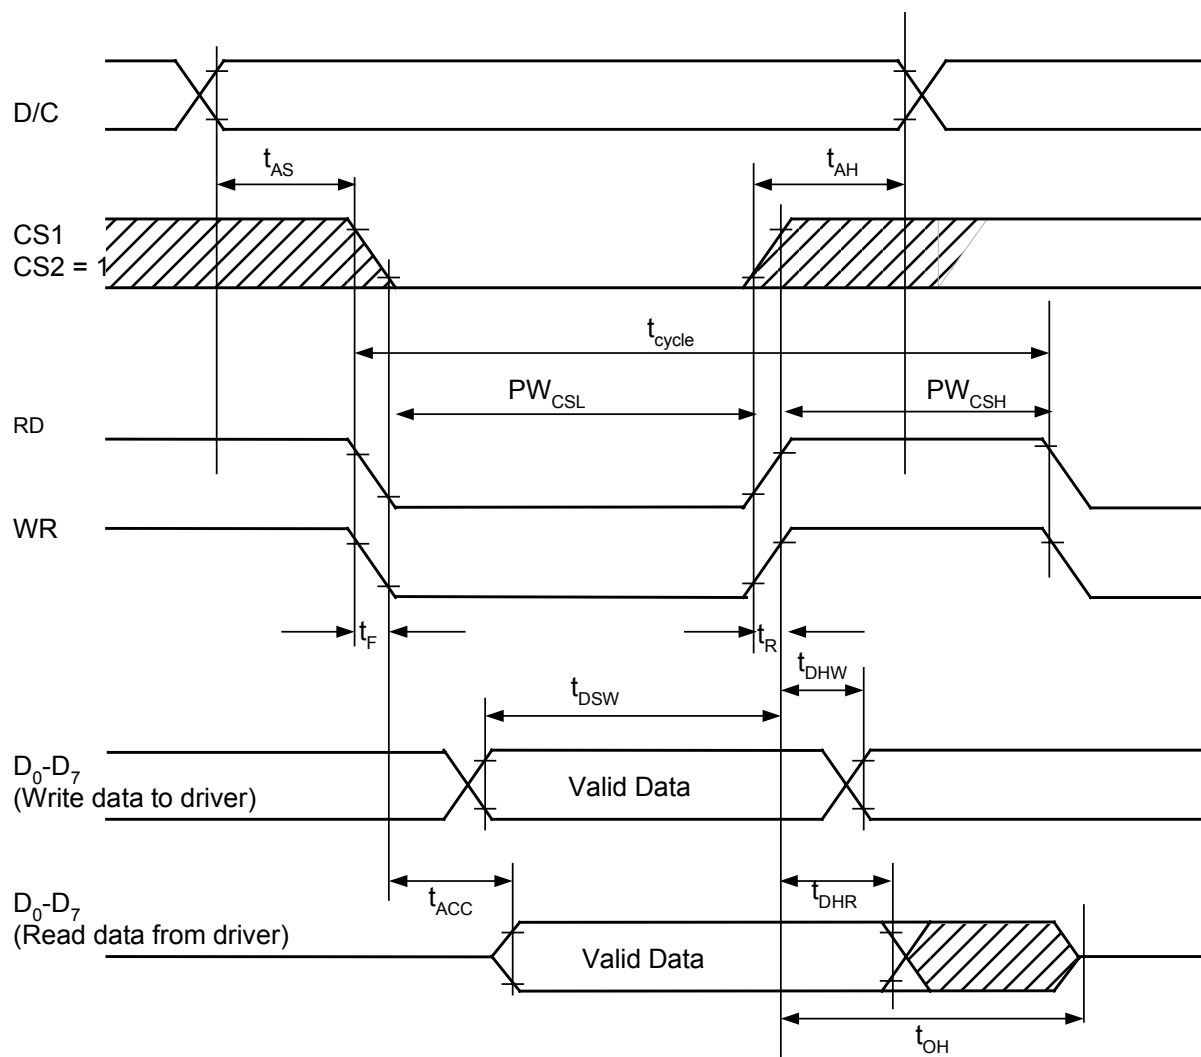 D/C
tAS
tAH
CS1
CS2 = 1
tcycle
PWCSL
PWCSH
RD
WR
tF
tR
tDHW
tDSW
D0-D7
(Write data to driver)
Valid Data
tACC
tDHR
D0-D7
(Read data from driver)
Valid Data
tOH